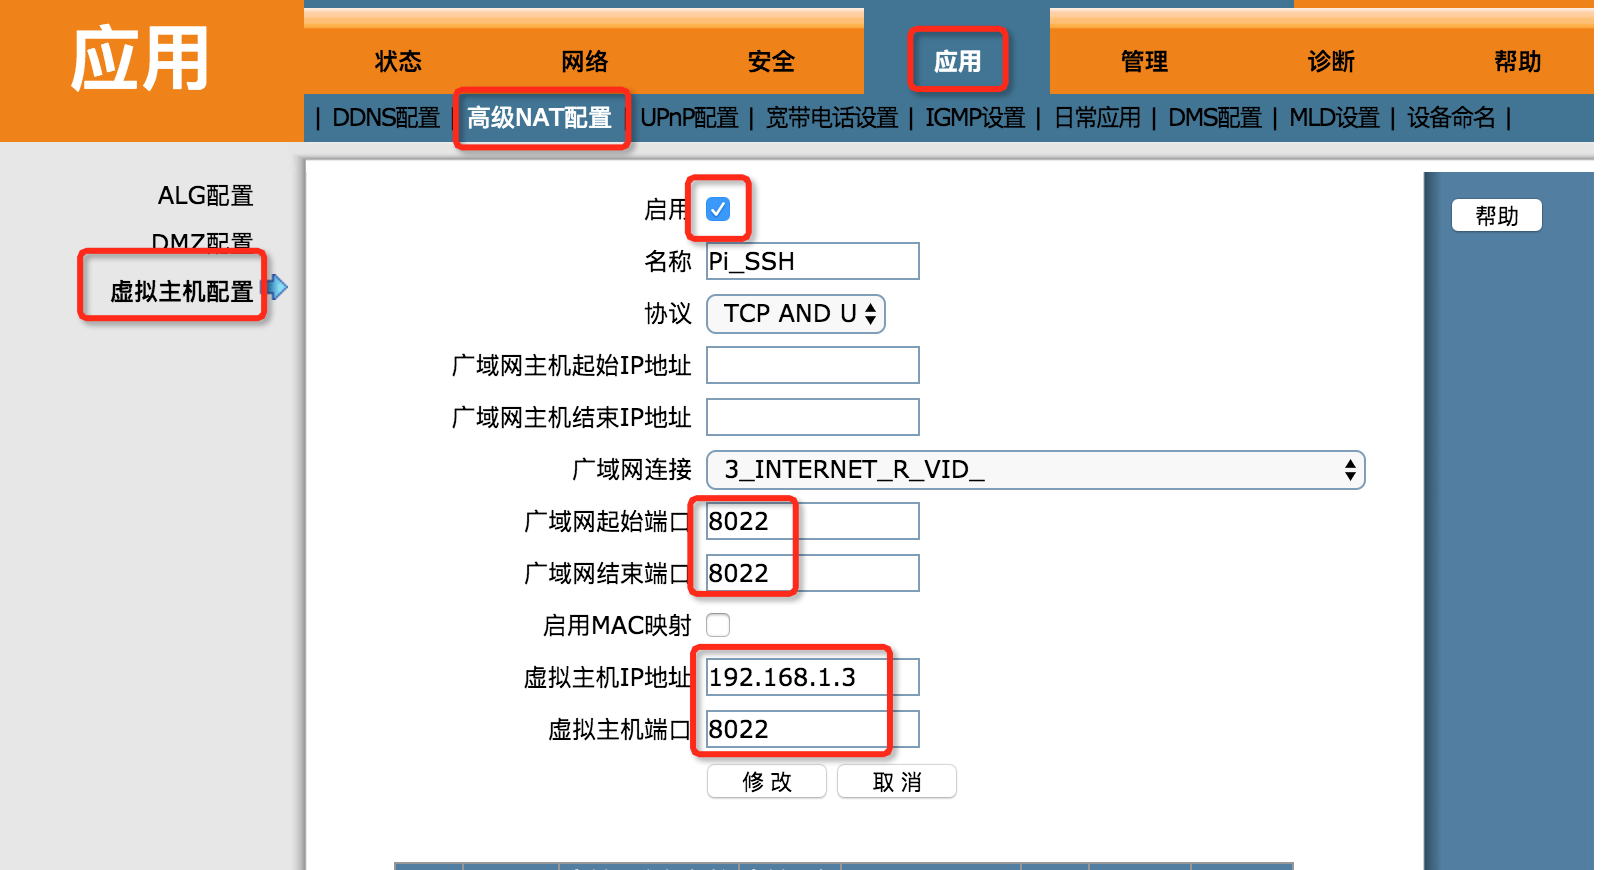 应用
状态 网络 安全 应用 管理 诊断 帮助
| DDNS配置 | 高级NAT配置 | UPnP配置 | 宽带电话设置 | IGMP设置 | 日常应用 | DMS配置 | MLD设置 | 设备命名 |
ALG配置
DMZ配置
虚拟主机配置
启用
名称 Pi_SSH
协议 TCP AND U
广域网主机起始IP地址
广域网主机结束IP地址
广域网连接 3_INTERNET_R_VID_
广域网起始端口 8022
广域网结束端口 8022
启用MAC映射
虚拟主机IP地址 192.168.1.3
虚拟主机端口 8022
修 改 取 消
帮助